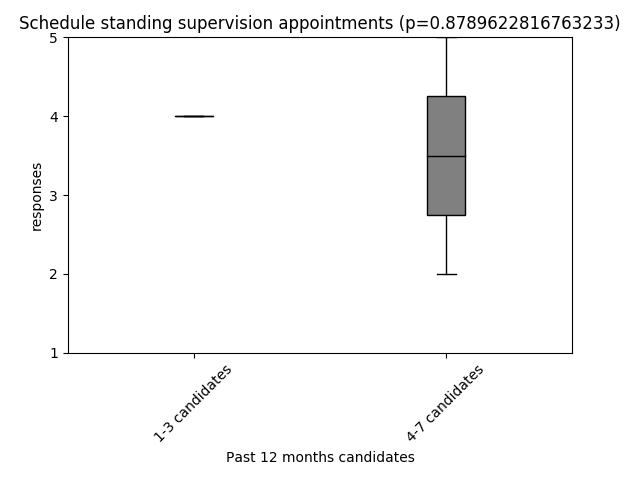 Schedule standing supervision appointments (p=0.8789622816763233)
5
4
3
2
1
responses
1-3 candidates
4-7 candidates
Past 12 months candidates